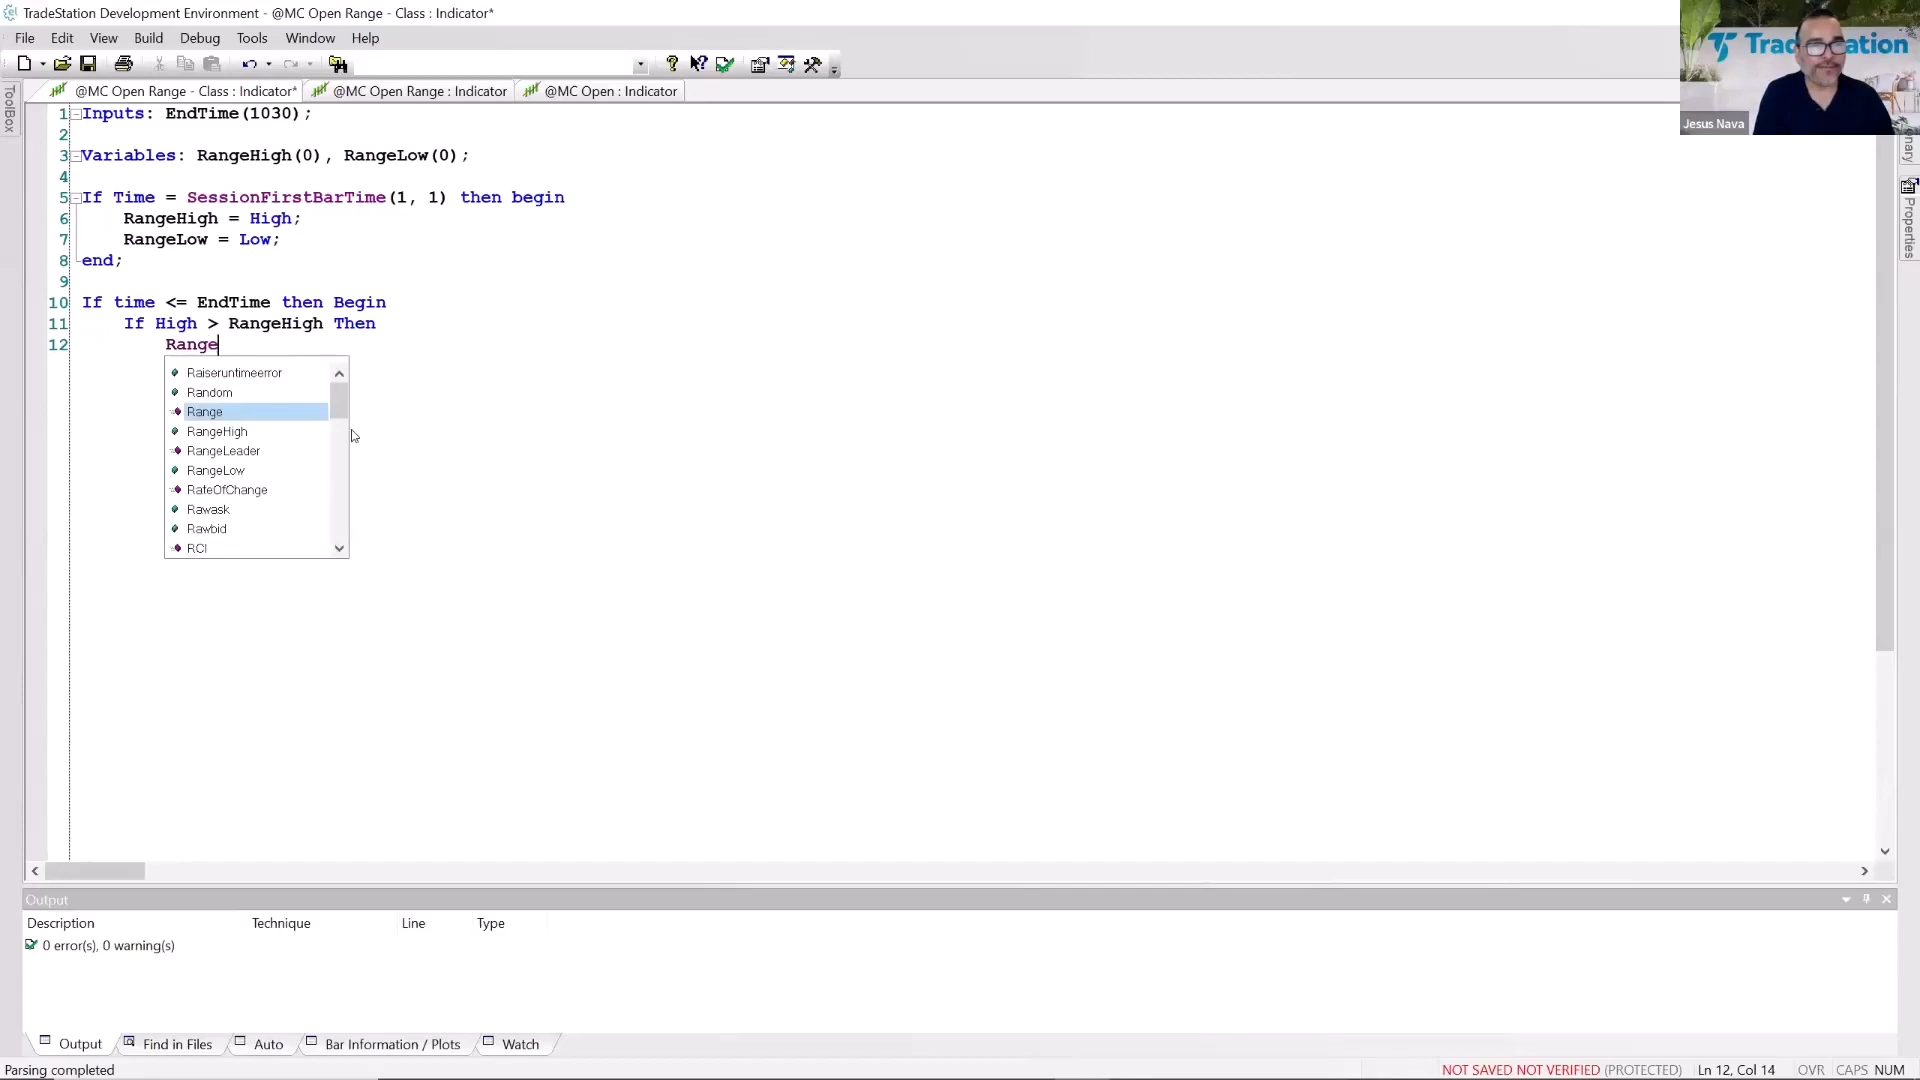 TradeStation Development Environment - @MC Open Range - Class : Indicator*
File Edit View Build Debug Tools Window Help
@MC Open Range - Class : Indicator* @MC Open Range : Indicator @MC Open : Indicator
ToolBox
1 Inputs: EndTime(1030);
2
3 Variables: RangeHigh(0), RangeLow(0);
4
5 If Time = SessionFirstBarTime(1, 1) then begin
6 RangeHigh = High;
7 RangeLow = Low;
8 end;
9
10 If time <= EndTime then Begin
11 If High > RangeHigh Then
12 Range
Raiseruntimeerror
Random
Range
RangeHigh
RangeLeader
RangeLow
RateOfChange
Rawask
Rawbid
RCI
TradeStation
Jesus Nava
Properties
Output
Description Technique Line Type
0 error(s), 0 warning(s)
Output Find in Files Auto Bar Information / Plots Watch
Parsing completed NOT SAVED NOT VERIFIED (PROTECTED) Ln 12, Col 14 OVR CAPS NUM